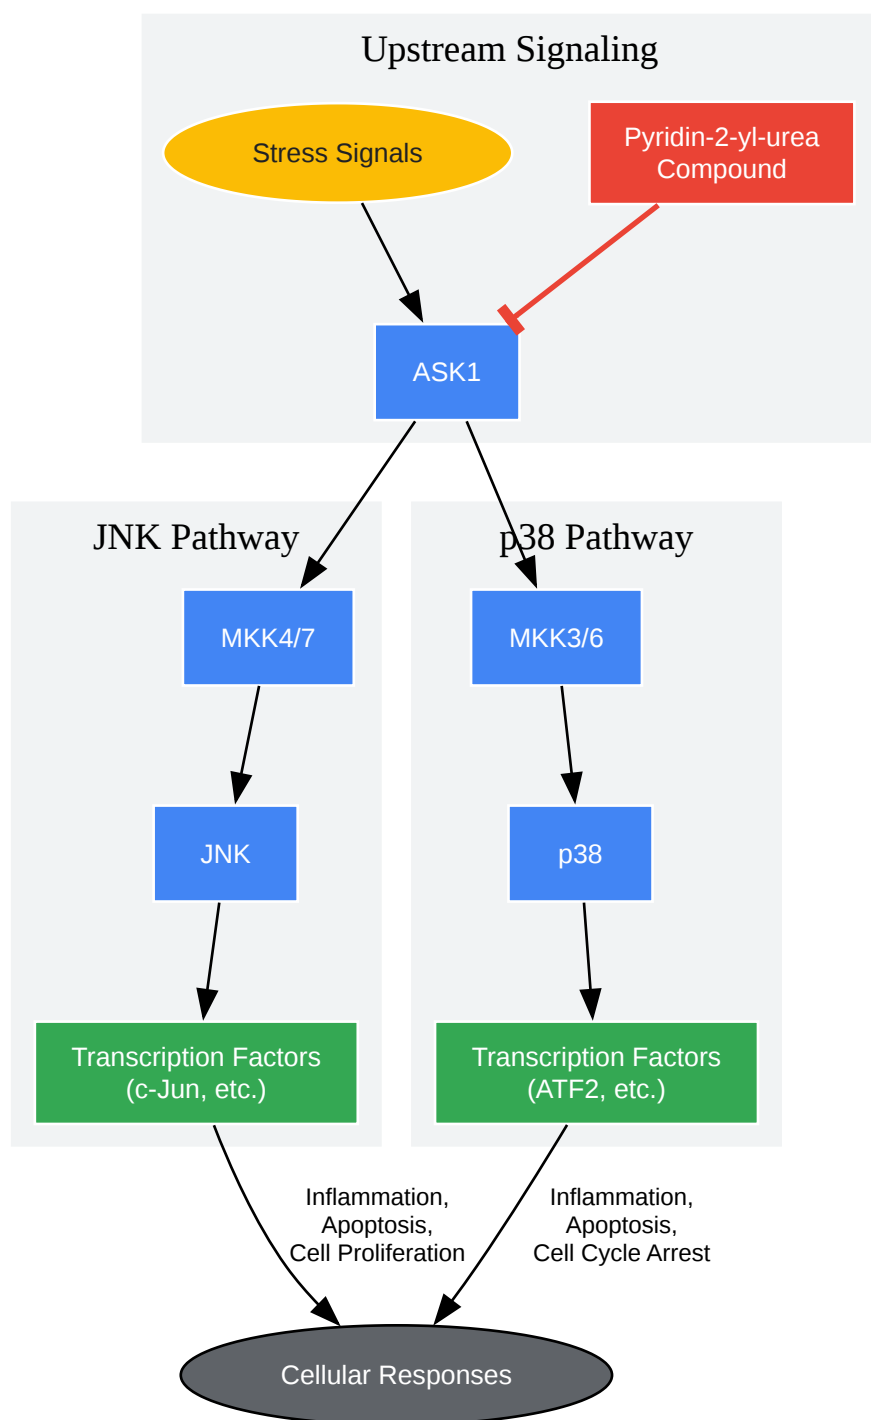 Upstream Signaling
Stress Signals
Pyridin-2-yl-urea
Compound
ASK1
JNK Pathway
p38 Pathway
MKK4/7
MKK3/6
JNK
p38
Transcription Factors
(c-Jun, etc.)
Transcription Factors
(ATF2, etc.)
Inflammation,
Apoptosis,
Cell Proliferation
Inflammation,
Apoptosis,
Cell Cycle Arrest
Cellular Responses